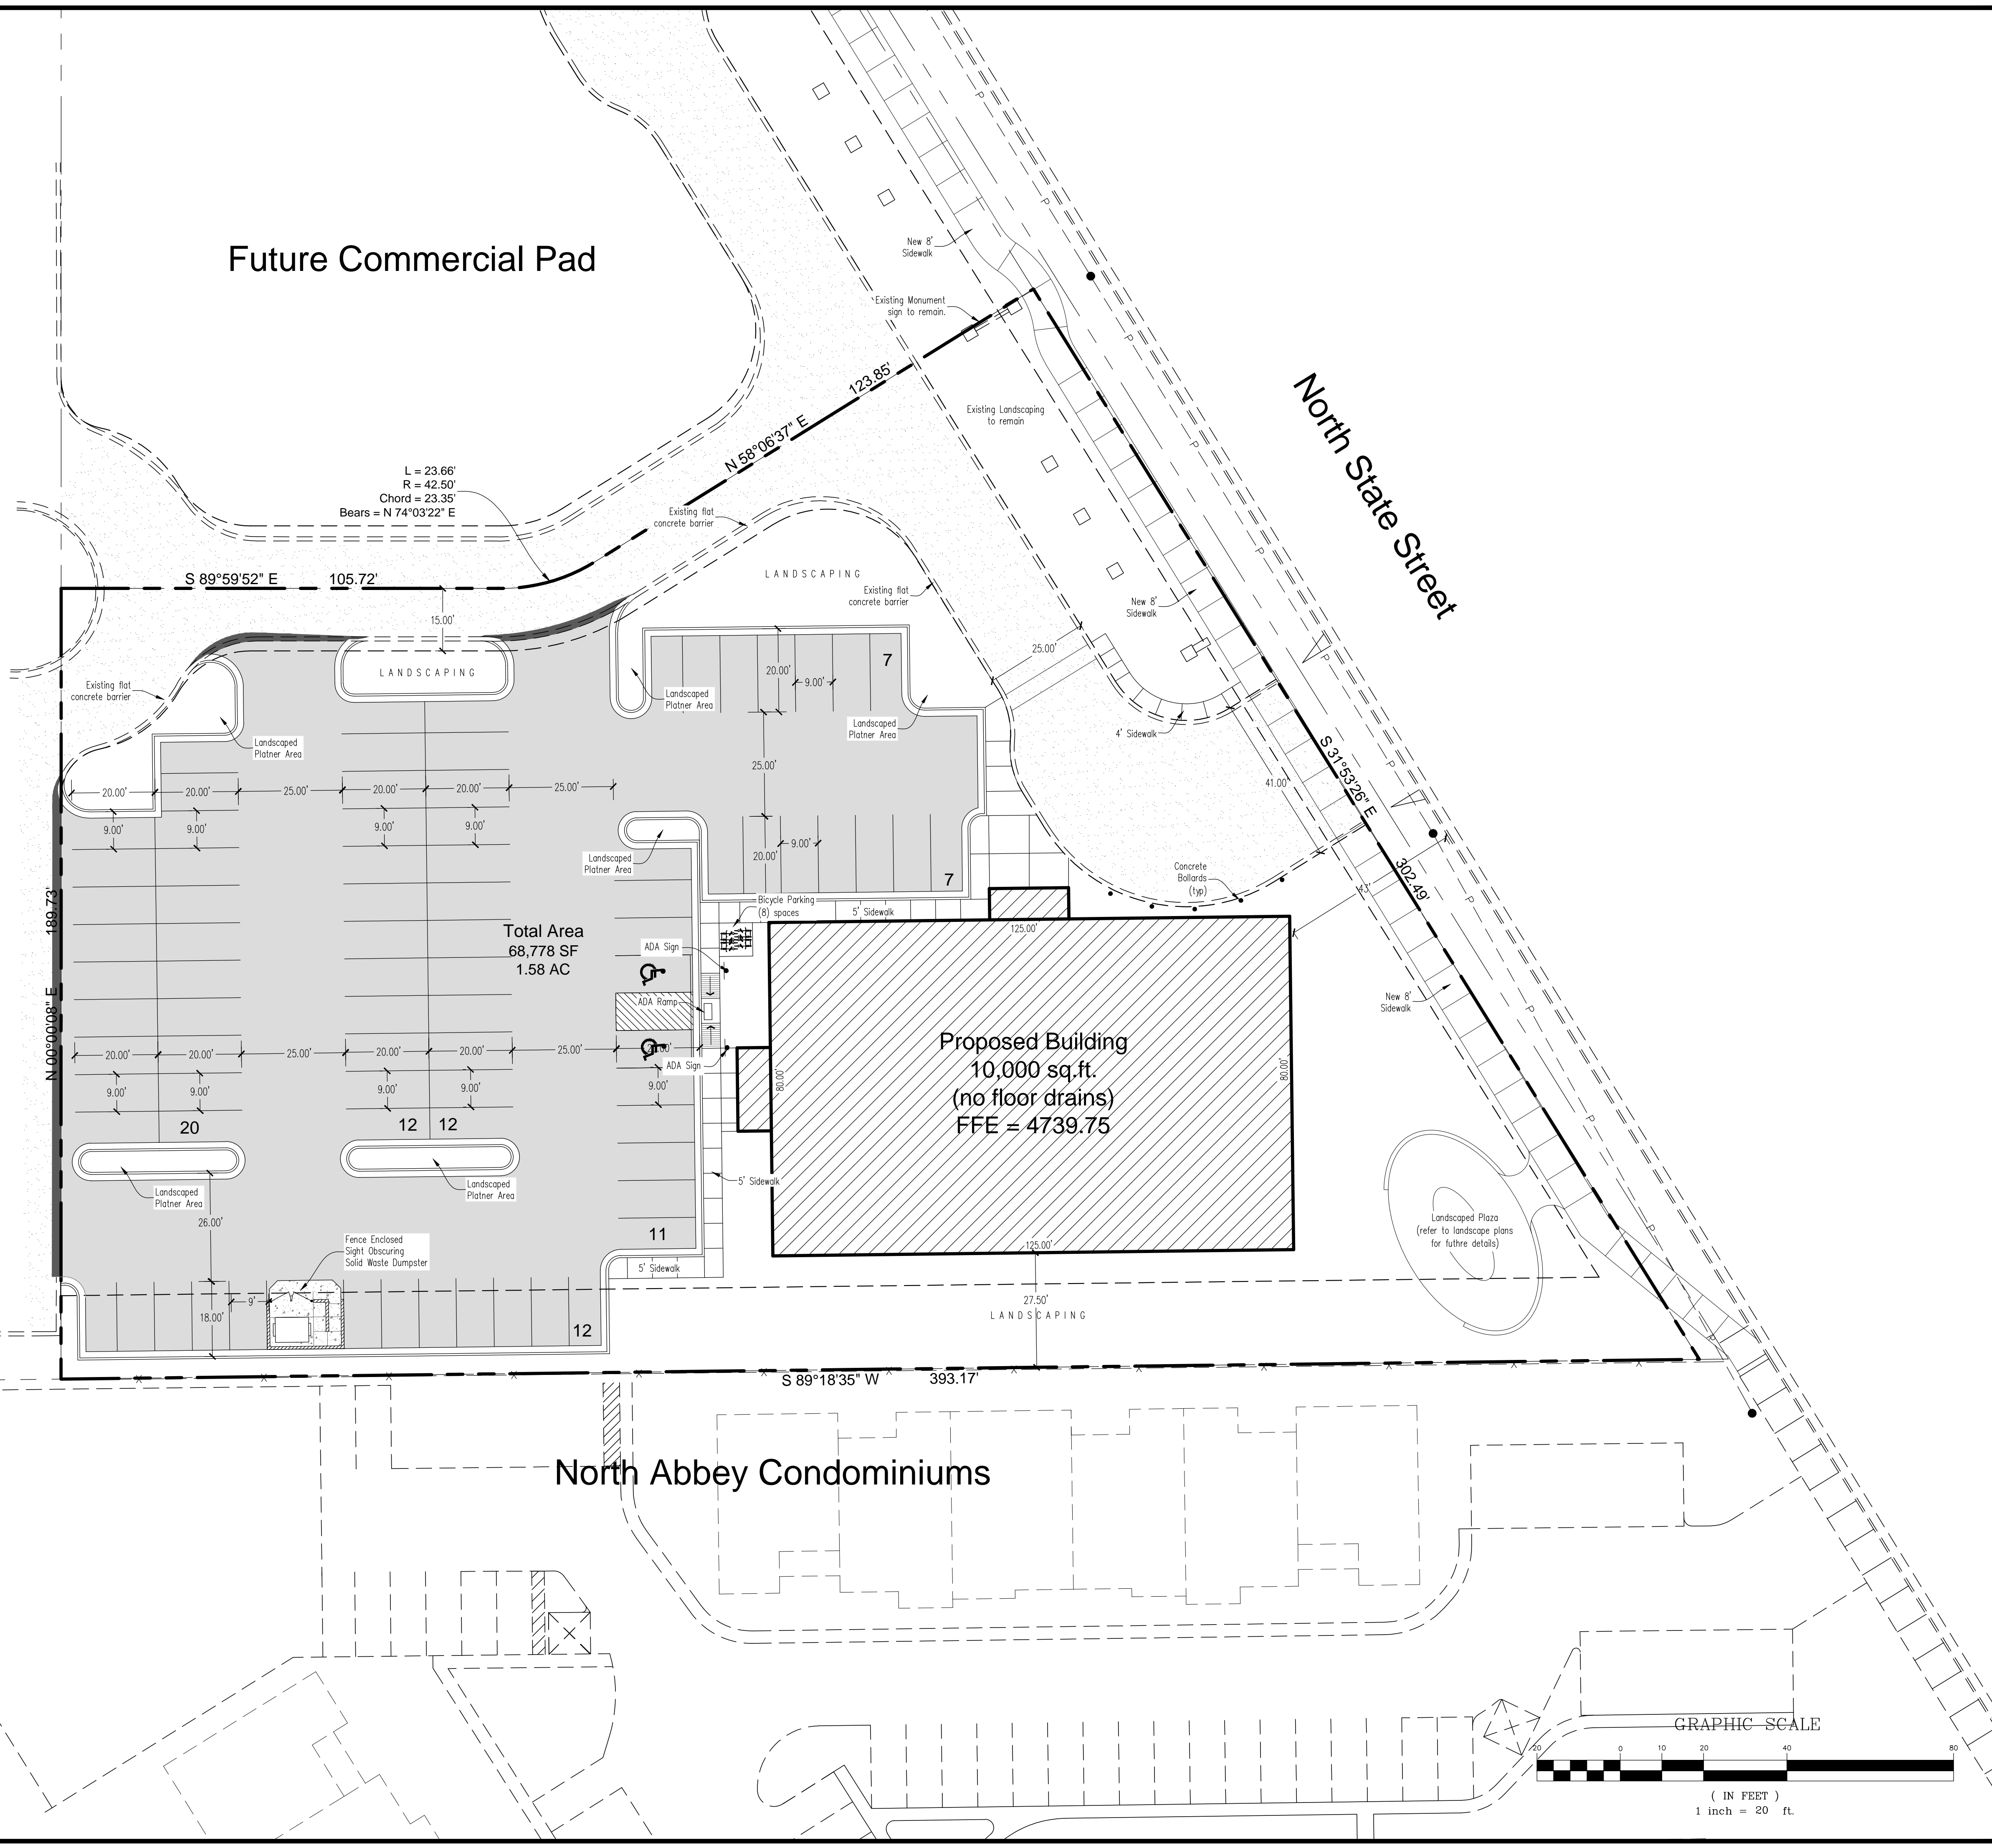 New 8'
Sidewalk
Future Commercial Pad
Existing Monument
sign to remain.
North State Street
123.85'
N 58°06'37" E
Existing Landscaping
to remain
L = 23.66'
R = 42.50'
Chord = 23.35'
Bears = N 74°03'22" E
Existing flat
concrete barrier
S 89°59'52" E
105.72'
LANDSCAPING
Existing flat
concrete barrier
15.00'
New 8'
Sidewalk
25.00'
LANDSCAPING
7
20.00'
9.00'
Existing flat
concrete barrier
Landscaped
Platner Area
Landscaped
Platner Area
4' Sidewalk
Landscaped
Platner Area
S 31°53'26" E
25.00'
41.00'
20.00'
20.00'
25.00'
20.00'
20.00'
25.00'
9.00'
9.00'
9.00'
9.00'
9.00'
20.00'
Landscaped
Platner Area
7
302.49'
43'
Concrete
Bollards
(typ)
189.73'
Bicycle Parking
(8) spaces
5' Sidewalk
125.00'
Total Area
68,778 SF
1.58 AC
ADA Sign
ADA Ramp
New 8'
Sidewalk
N 00°00'08" E
Proposed Building
10,000 sq.ft.
(no floor drains)
FFE = 4739.75
80.00'
80.00'
20.00'
20.00'
25.00'
20.00'
20.00'
25.00'
ADA Sign
9.00'
9.00'
9.00'
9.00'
9.00'
20
12
12
Landscaped
Platner Area
Landscaped
Platner Area
5' Sidewalk
26.00'
11
Landscaped Plaza
(refer to landscape plans
for futhre details)
Fence Enclosed
Sight Obscuring
Solid Waste Dumpster
125.00'
5' Sidewalk
9'
18.00'
12
27.50'
LANDSCAPING
S 89°18'35" W
393.17'
North Abbey Condominiums
GRAPHIC SCALE
20
0
10
20
40
80
( IN FEET )
1 inch = 20 ft.